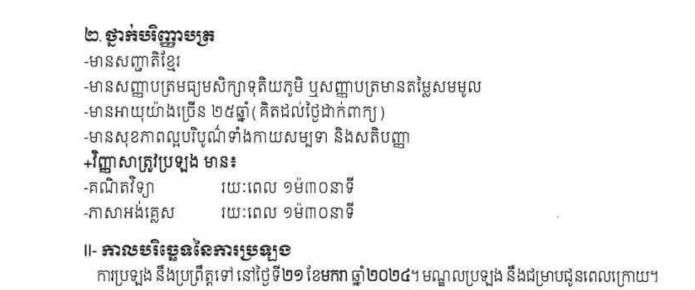 ២. ថ្នាក់បរិញ្ញាបត្រ
-មានសញ្ជាតិខ្មែរ
-មានសញ្ញាបត្រមធ្យមសិក្សាទុតិយភូមិ ឬសញ្ញាបត្រមានតម្លៃសមមូល
-មានអាយុយ៉ាងច្រើន ២៥ឆ្នាំ(គិតដល់ថ្ងៃដាក់ពាក្យ)
-មានសុខភាពល្អបរិបូណ៌ទាំងកាយសម្បទា និងសតិបញ្ញា
+វិញ្ញាសាត្រូវប្រឡង មាន៖
-គណិតវិទ្យា រយៈពេល ១ម៉៣០នាទី
-ភាសាអង់គ្លេស រយៈពេល ១ម៉៣០នាទី
II- កាលបរិច្ឆេទនៃការប្រឡង
ការប្រឡង នឹងប្រព្រឹត្តទៅ នៅថ្ងៃទី២១ ខែមករា ឆ្នាំ២០២៤។ មណ្ឌលប្រឡង នឹងជម្រាបជូនពេលក្រោយ។